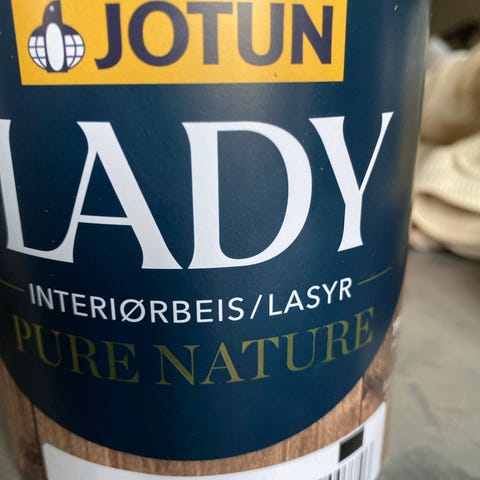 JOTUN
LADY
INTERIØRBEIS/LASYR
PURE NATURE